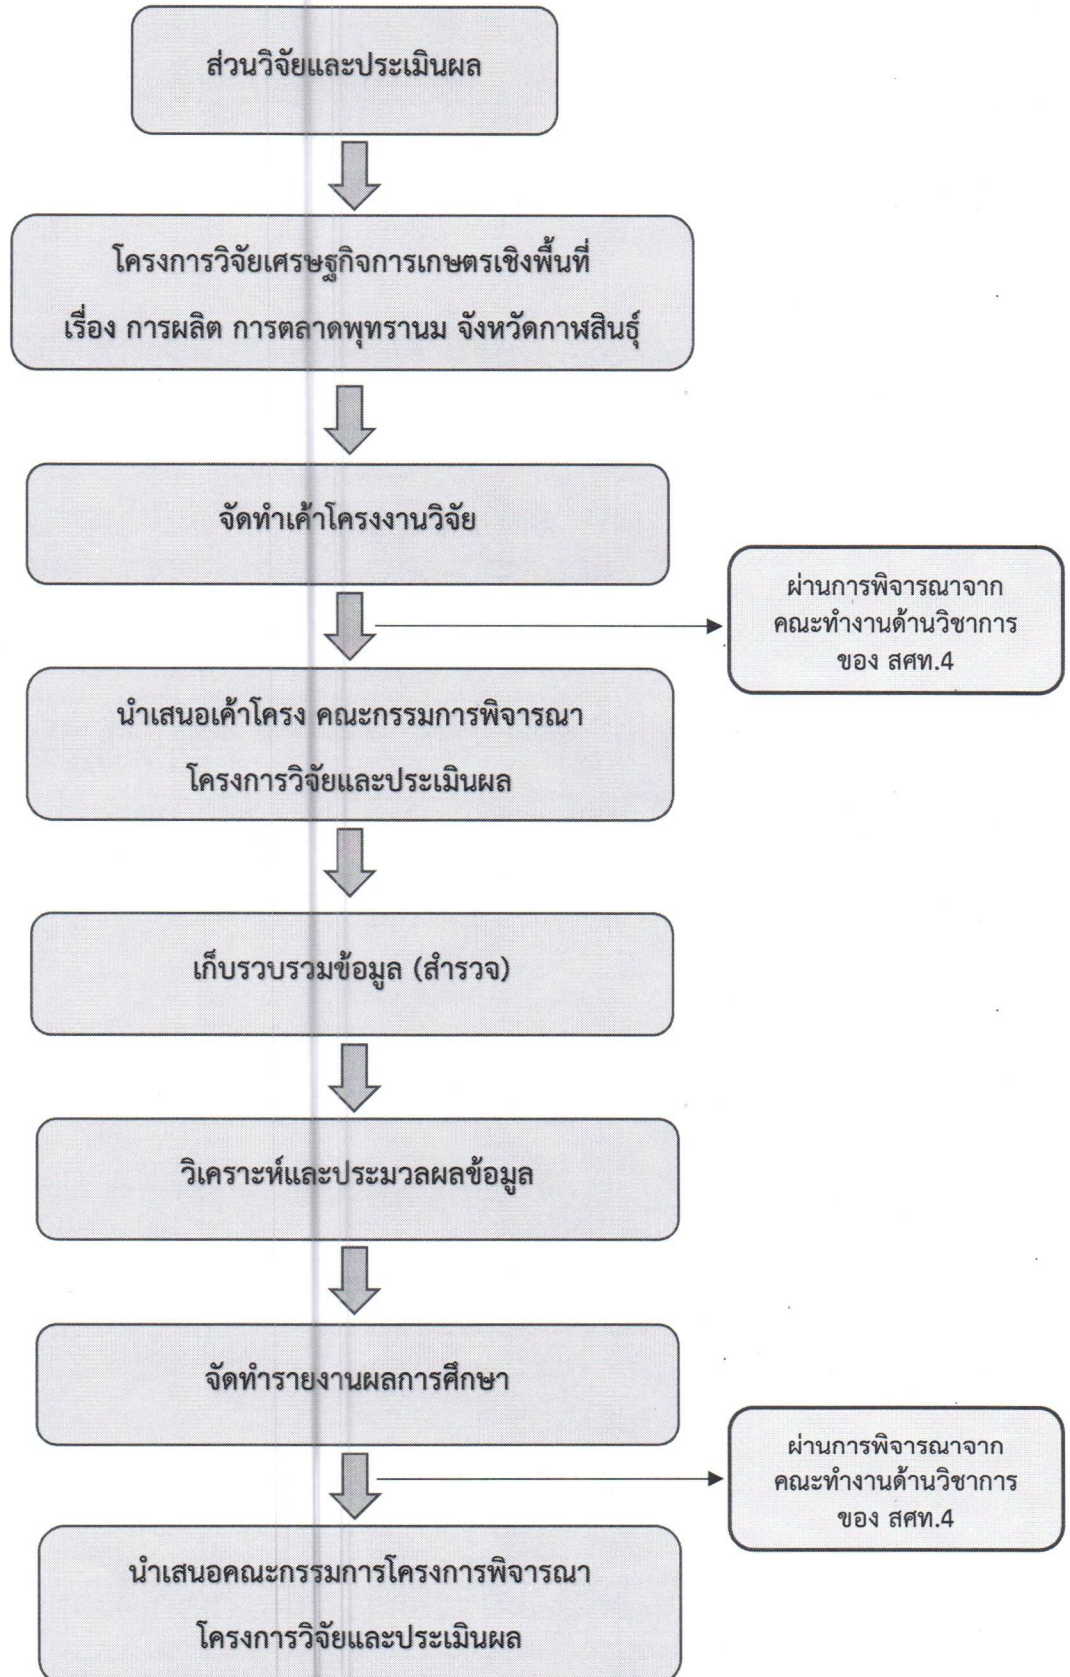 ส่วนวิจัยและประเมินผล
โครงการวิจัยเศรษฐกิจการเกษตรเชิงพื้นที่
เรื่อง การผลิต การตลาดพุทรานม จังหวัดกาฬสินธุ์
จัดทำเค้าโครงงานวิจัย
ผ่านการพิจารณาจาก
คณะทำงานด้านวิชาการ
ของ สศท.4
นำเสนอเค้าโครง คณะกรรมการพิจารณา
โครงการวิจัยและประเมินผล
เก็บรวบรวมข้อมูล (สำรวจ)
วิเคราะห์และประมวลผลข้อมูล
จัดทำรายงานผลการศึกษา
ผ่านการพิจารณาจาก
คณะทำงานด้านวิชาการ
ของ สศท.4
นำเสนอคณะกรรมการโครงการพิจารณา
โครงการวิจัยและประเมินผล